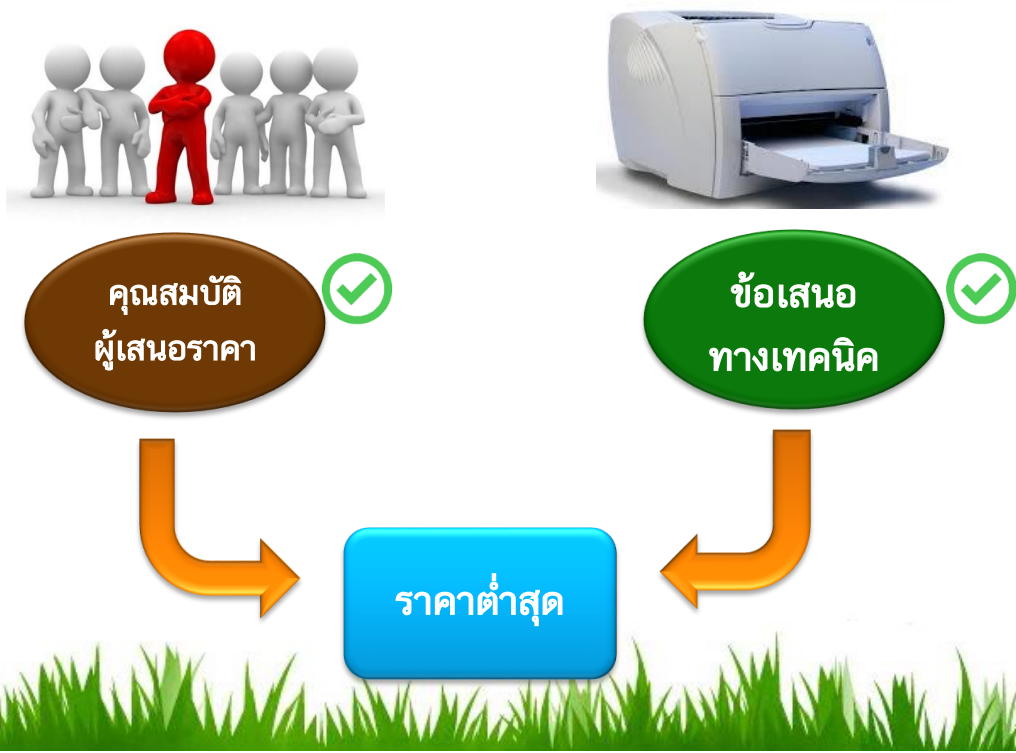 คุณสมบัติ
ผู้เสนอราคา
ข้อเสนอ
ทางเทคนิค
ราคาต่ำสุด